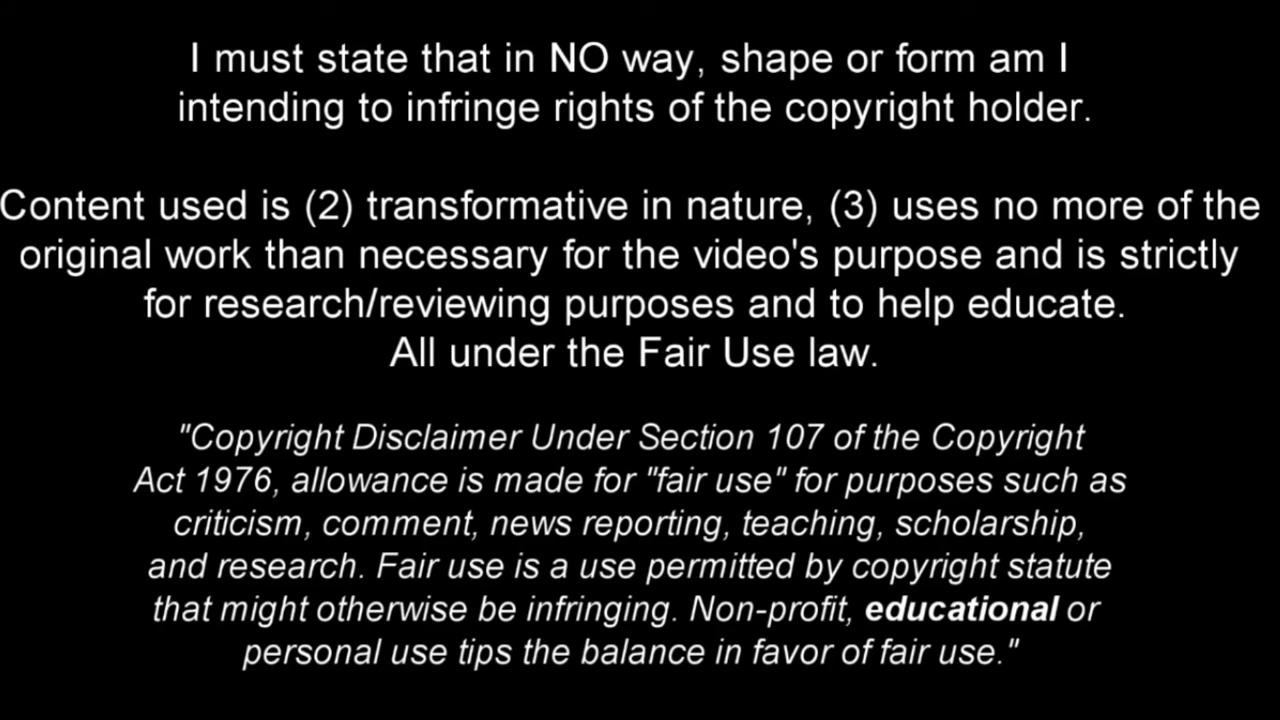 I must state that in NO way, shape or form am I
intending to infringe rights of the copyright holder.
Content used is (2) transformative in nature, (3) uses no more of the
original work than necessary for the video's purpose and is strictly
for research/reviewing purposes and to help educate.
All under the Fair Use law.
"Copyright Disclaimer Under Section 107 of the Copyright
Act 1976, allowance is made for "fair use" for purposes such as
criticism, comment, news reporting, teaching, scholarship,
and research. Fair use is a use permitted by copyright statute
that might otherwise be infringing. Non-profit, educational or
personal use tips the balance in favor of fair use."